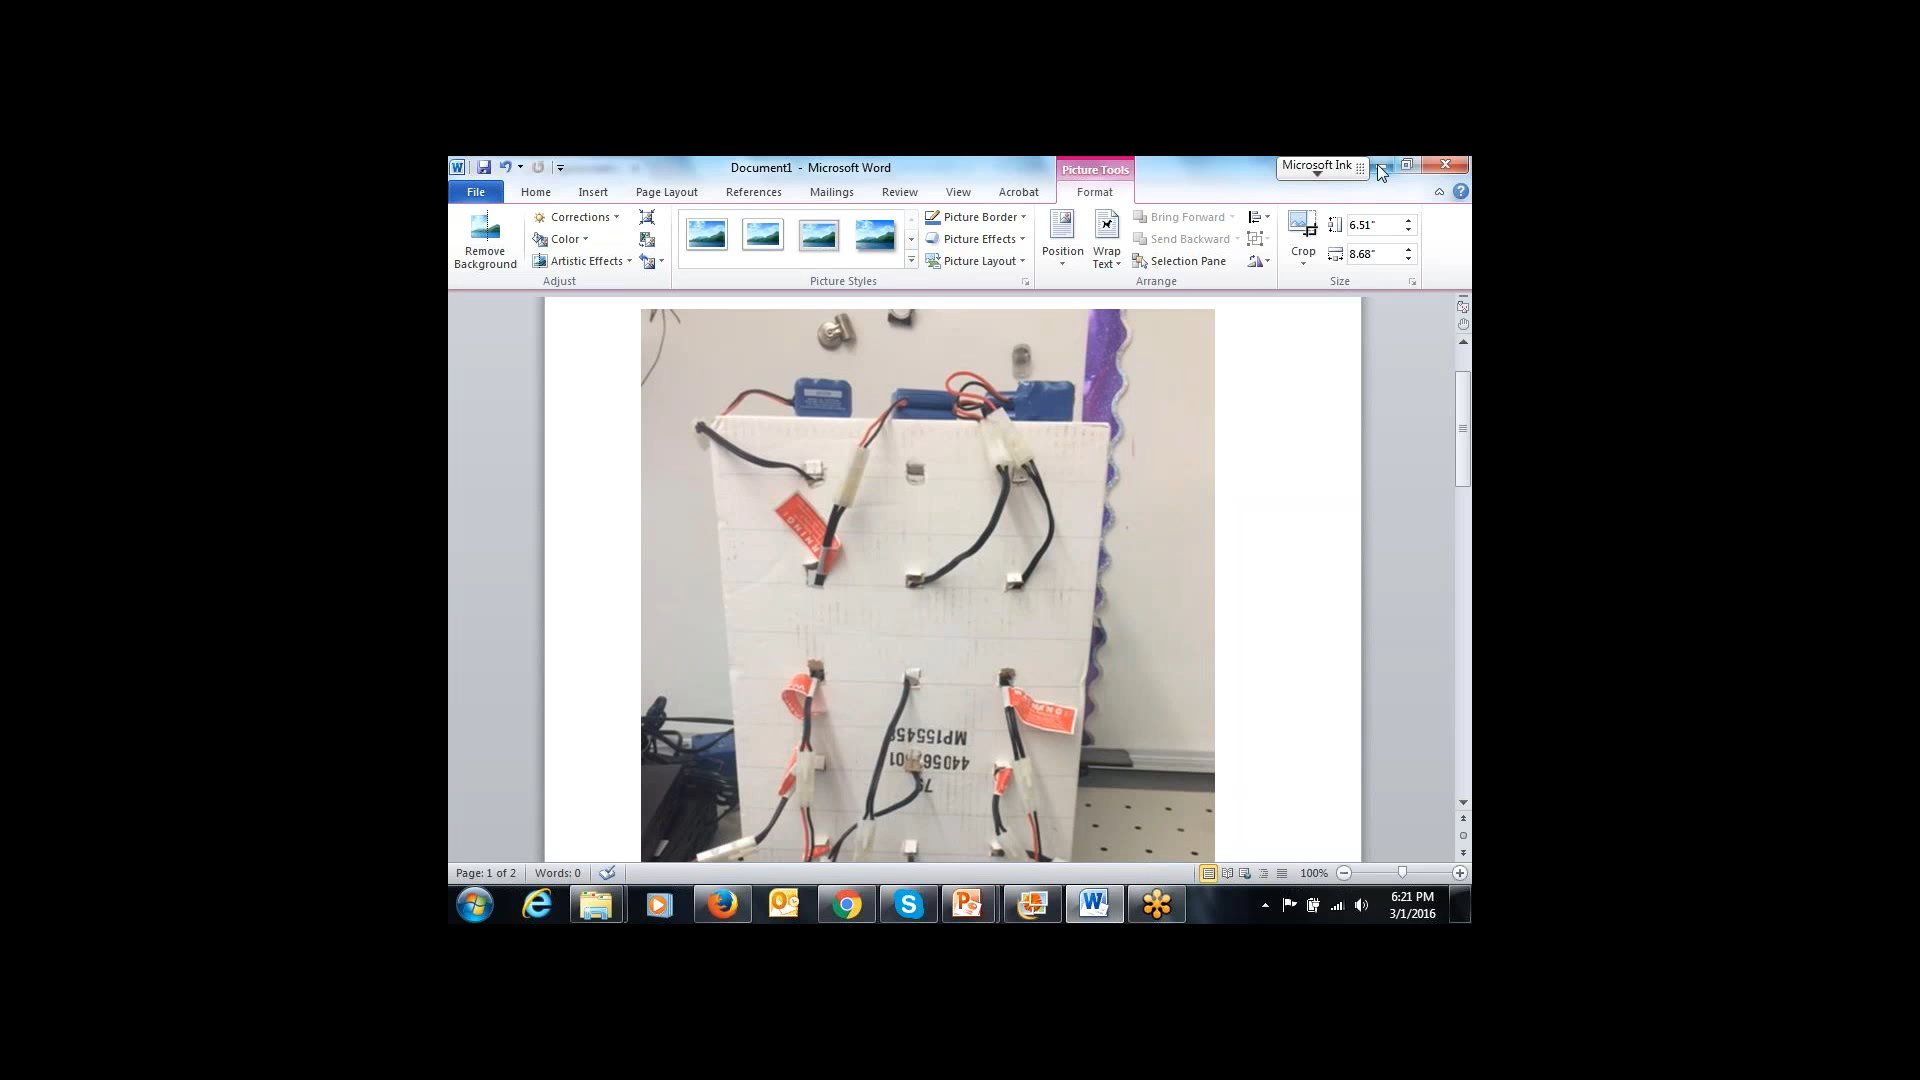 Document1 - Microsoft Word
Picture Tools
Microsoft Ink
File
Home
Insert
Page Layout
References
Mailings
Review
View
Acrobat
Format
Remove Background
Corrections
Color
Artistic Effects
Adjust
Picture Styles
Picture Border
Picture Effects
Picture Layout
Position
Wrap Text
Bring Forward
Send Backward
Selection Pane
Arrange
Crop
6.51"
8.68"
Size
MP155458
Page: 1 of 2
Words: 0
100%
6:21 PM
3/1/2016